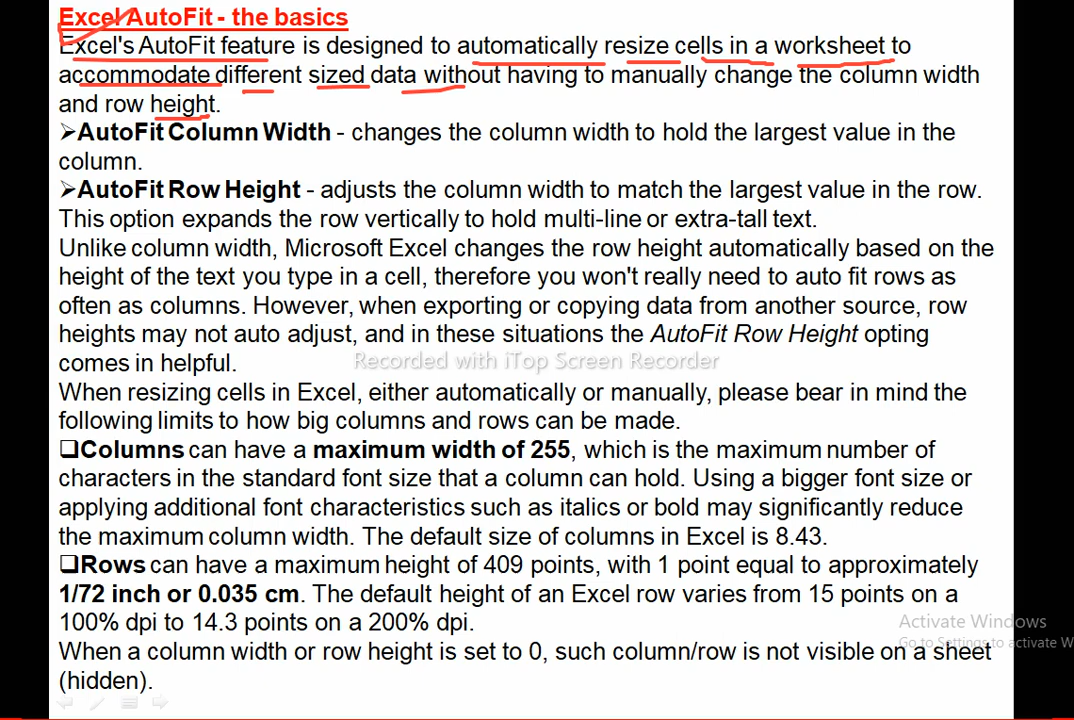 Excel AutoFit - the basics
Excel's AutoFit feature is designed to automatically resize cells in a worksheet to
accommodate different sized data without having to manually change the column width
and row height.
➢AutoFit Column Width - changes the column width to hold the largest value in the
column.
➢AutoFit Row Height - adjusts the column width to match the largest value in the row.
This option expands the row vertically to hold multi-line or extra-tall text.
Unlike column width, Microsoft Excel changes the row height automatically based on the
height of the text you type in a cell, therefore you won't really need to auto fit rows as
often as columns. However, when exporting or copying data from another source, row
heights may not auto adjust, and in these situations the AutoFit Row Height opting
comes in helpful.
Recorded with iTop Screen Recorder
When resizing cells in Excel, either automatically or manually, please bear in mind the
following limits to how big columns and rows can be made.
❑Columns can have a maximum width of 255, which is the maximum number of
characters in the standard font size that a column can hold. Using a bigger font size or
applying additional font characteristics such as italics or bold may significantly reduce
the maximum column width. The default size of columns in Excel is 8.43.
❑Rows can have a maximum height of 409 points, with 1 point equal to approximately
1/72 inch or 0.035 cm. The default height of an Excel row varies from 15 points on a
100% dpi to 14.3 points on a 200% dpi.
Activate Windows
Go to Settings to activate W
When a column width or row height is set to 0, such column/row is not visible on a sheet
(hidden).